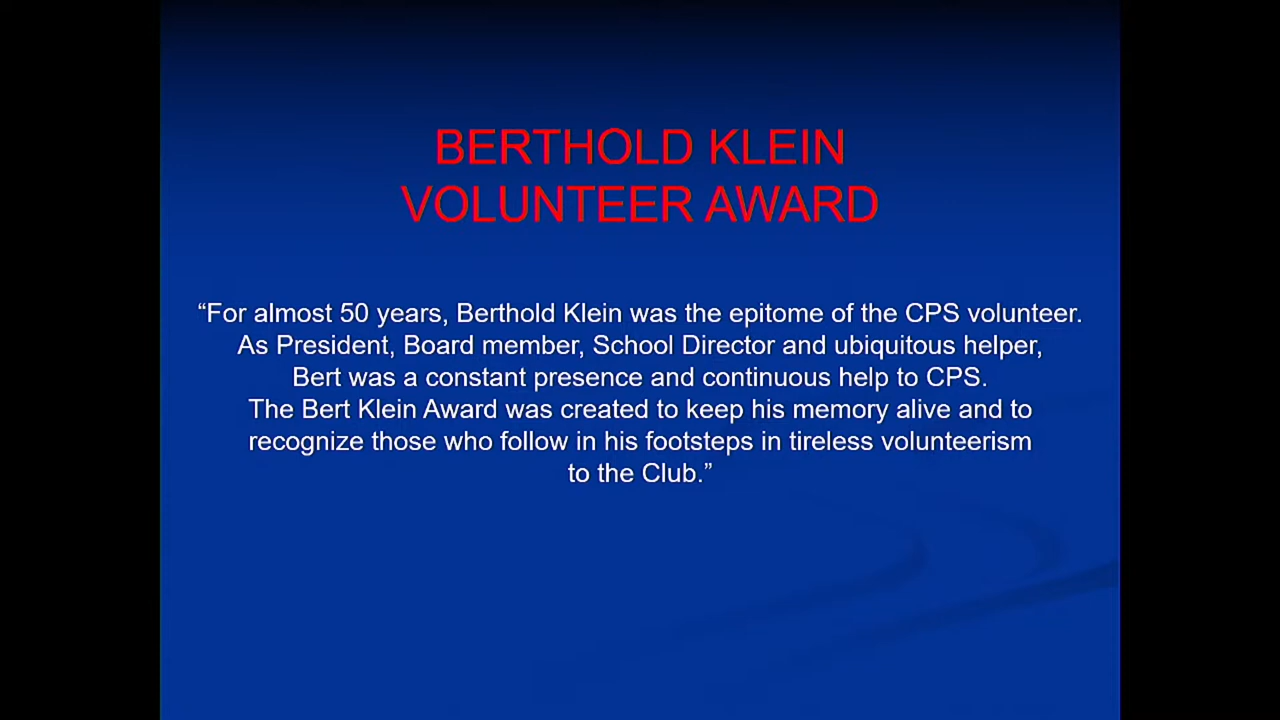 BERTHOLD KLEIN
VOLUNTEER AWARD
“For almost 50 years, Berthold Klein was the epitome of the CPS volunteer.
As President, Board member, School Director and ubiquitous helper,
Bert was a constant presence and continuous help to CPS.
The Bert Klein Award was created to keep his memory alive and to
recognize those who follow in his footsteps in tireless volunteerism
to the Club.”